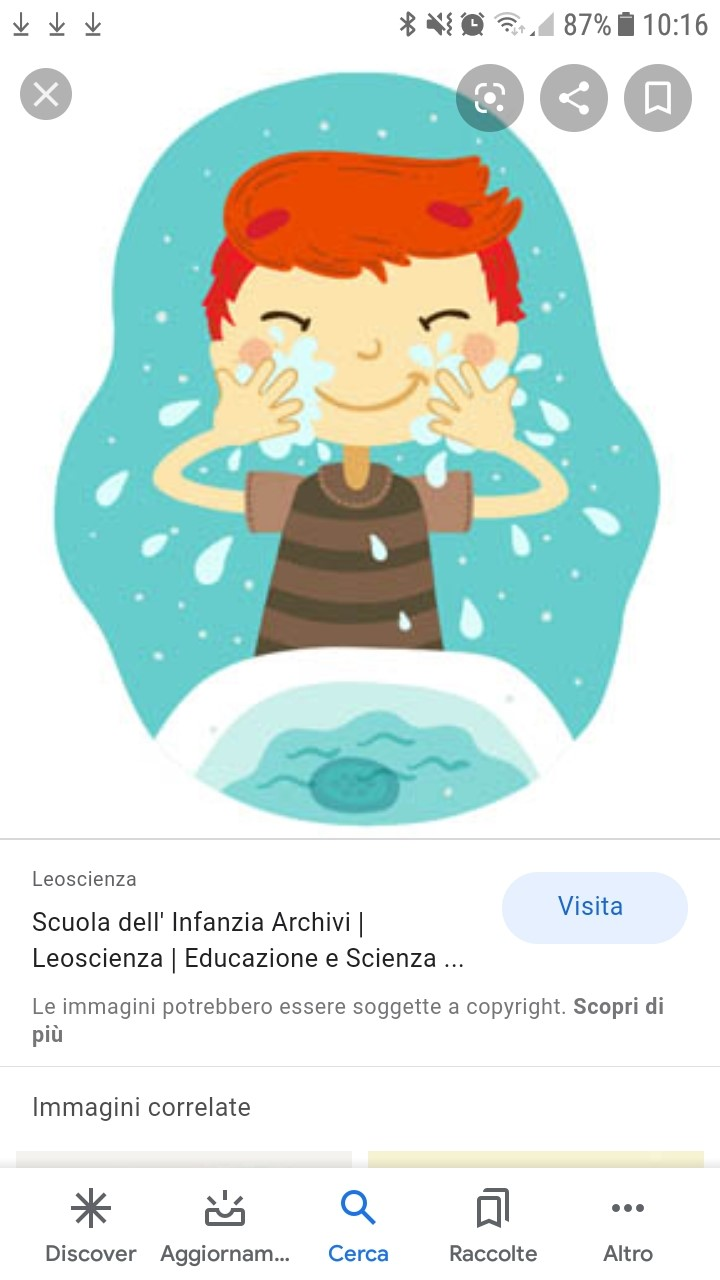 87% 10:16
Leoscienza
Scuola dell' Infanzia Archivi |
Leoscienza | Educazione e Scienza ...
Visita
Le immagini potrebbero essere soggette a copyright. Scopri di
più
Immagini correlate
Discover Aggiornam... Cerca Raccolte Altro